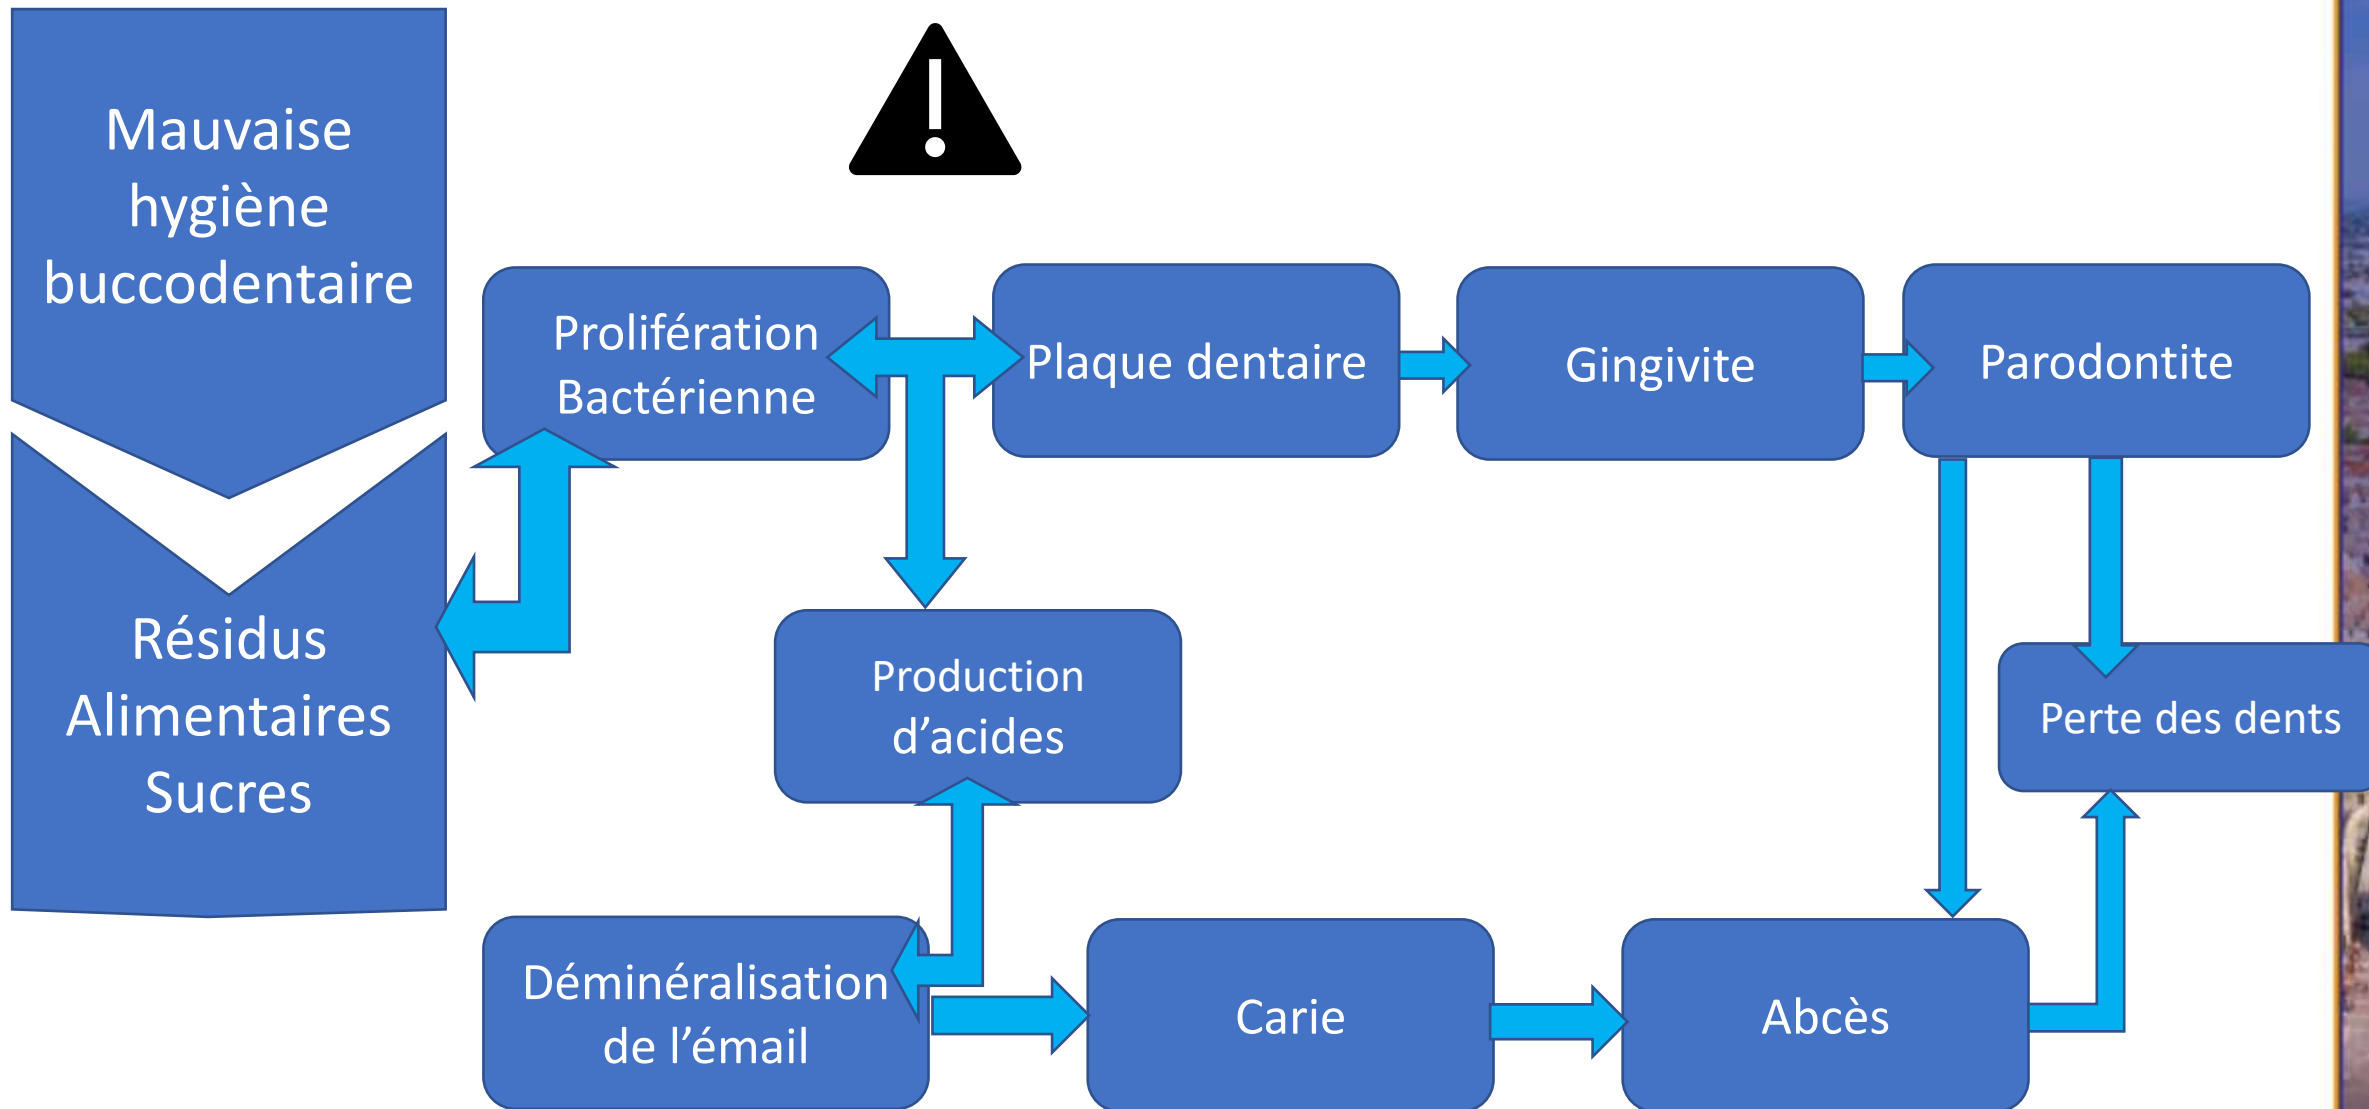 Mauvaise
hygiène
buccodentaire
Résidus
Alimentaires
Sucres
Prolifération
Bactérienne
Plaque dentaire
Gingivite
Parodontite
Production
d’acides
Perte des dents
Déminéralisation
de l’émail
Carie
Abcès